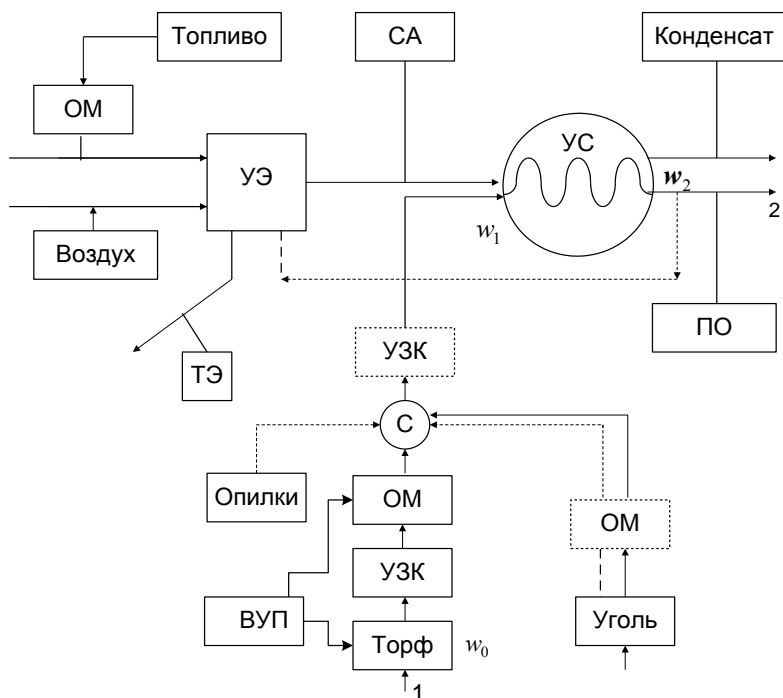 Топливо
СА
Конденсат
ОМ
УЭ
УС
w₂
2
Воздух
w₁
ТЭ
УЗК
ПО
С
Опилки
ОМ
ОМ
УЗК
ВУП
Торф
w₀
Уголь
1